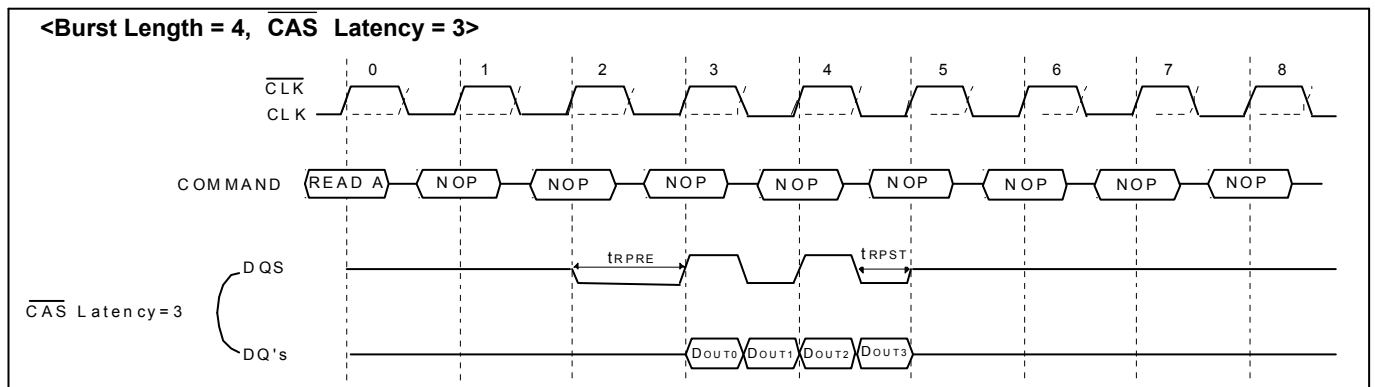 <Burst Length = 4, CAS Latency = 3>
0 1 2 3 4 5 6 7 8
CLK
CLK
COMMAND READ A NOP NOP NOP NOP NOP NOP NOP NOP
DQS tRPRE tRPST
CAS Latency=3
DQ's DOUT0 DOUT1 DOUT2 DOUT3